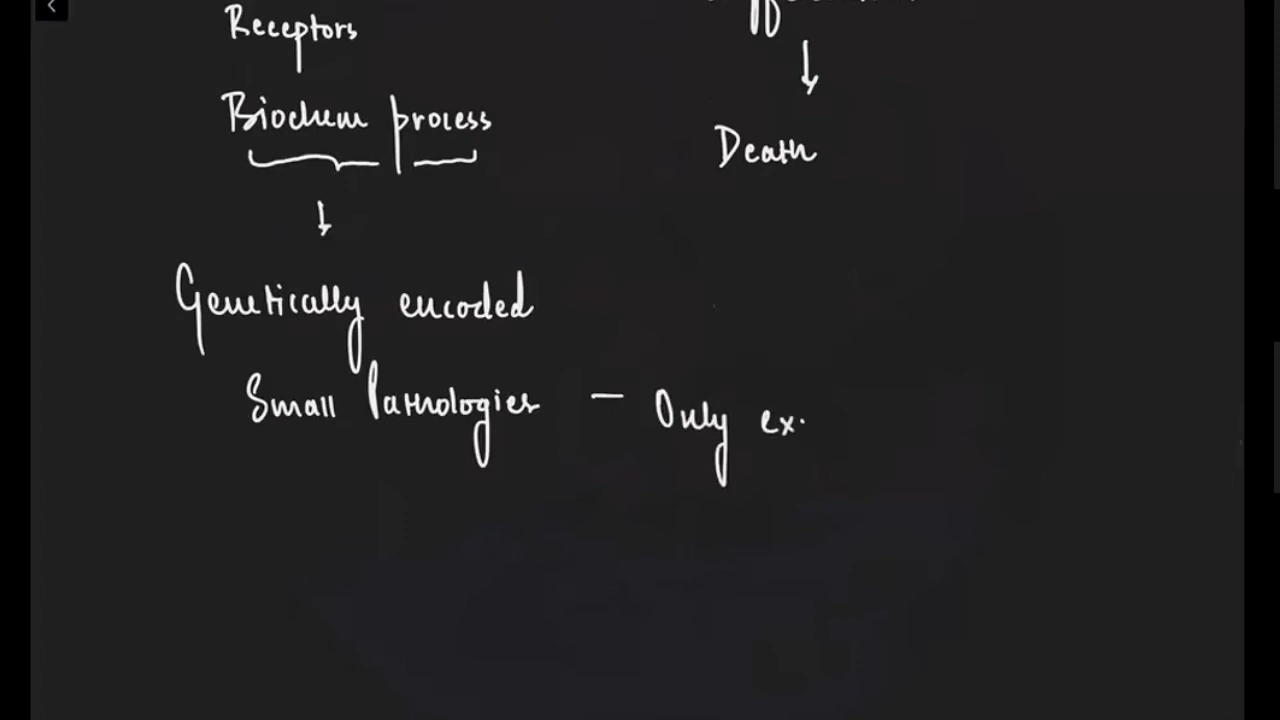 Receptors
Biochem process
Death
Genetically encoded
Small Pathologies - Only ex.